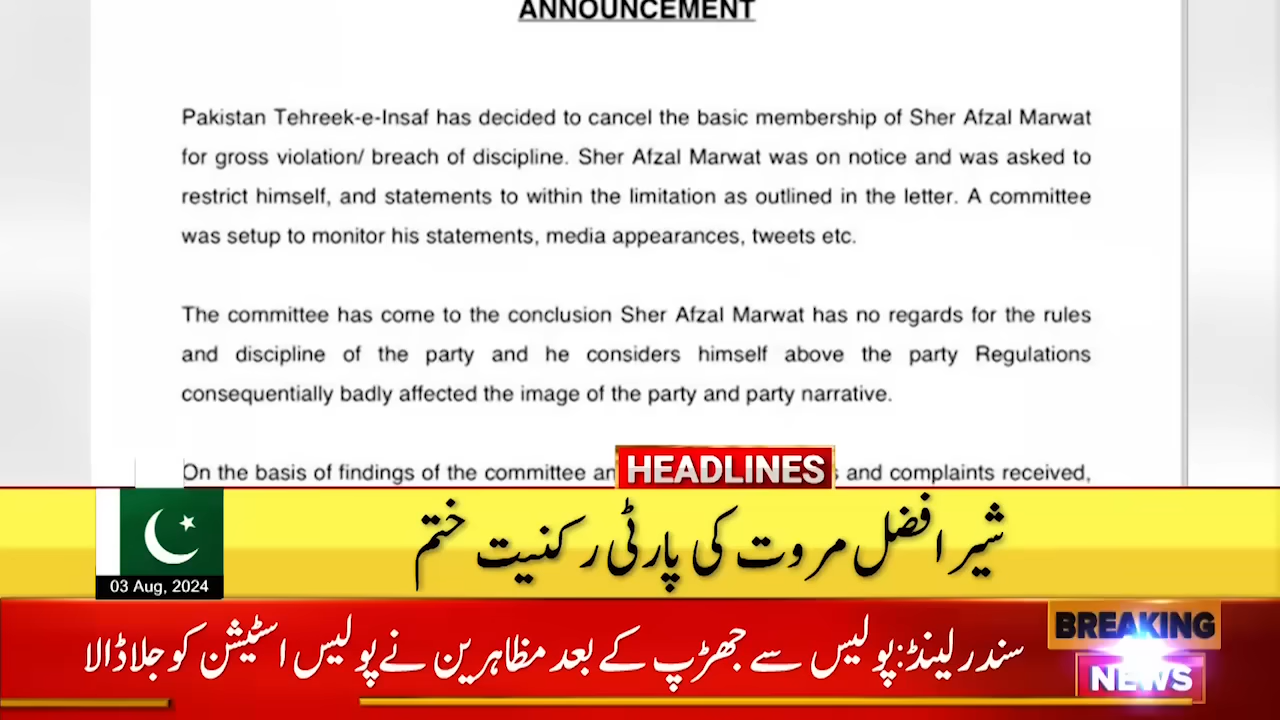 ANNOUNCEMENT
Pakistan Tehreek-e-Insaf has decided to cancel the basic membership of Sher Afzal Marwat
for gross violation/ breach of discipline. Sher Afzal Marwat was on notice and was asked to
restrict himself, and statements to within the limitation as outlined in the letter. A committee
was setup to monitor his statements, media appearances, tweets etc.
The committee has come to the conclusion Sher Afzal Marwat has no regards for the rules
and discipline of the party and he considers himself above the party Regulations
consequentially badly affected the image of the party and party narrative.
On the basis of findings of the committee and complaints received,
HEADLINES
شیر افضل مروت کی پارٹی رکنیت ختم
03 Aug, 2024
سندرلینڈ:پولیس سے جھڑپ کے بعد مظاہرین نے پولیس اسٹیشن کو جلا ڈالا
BREAKING
NEWS